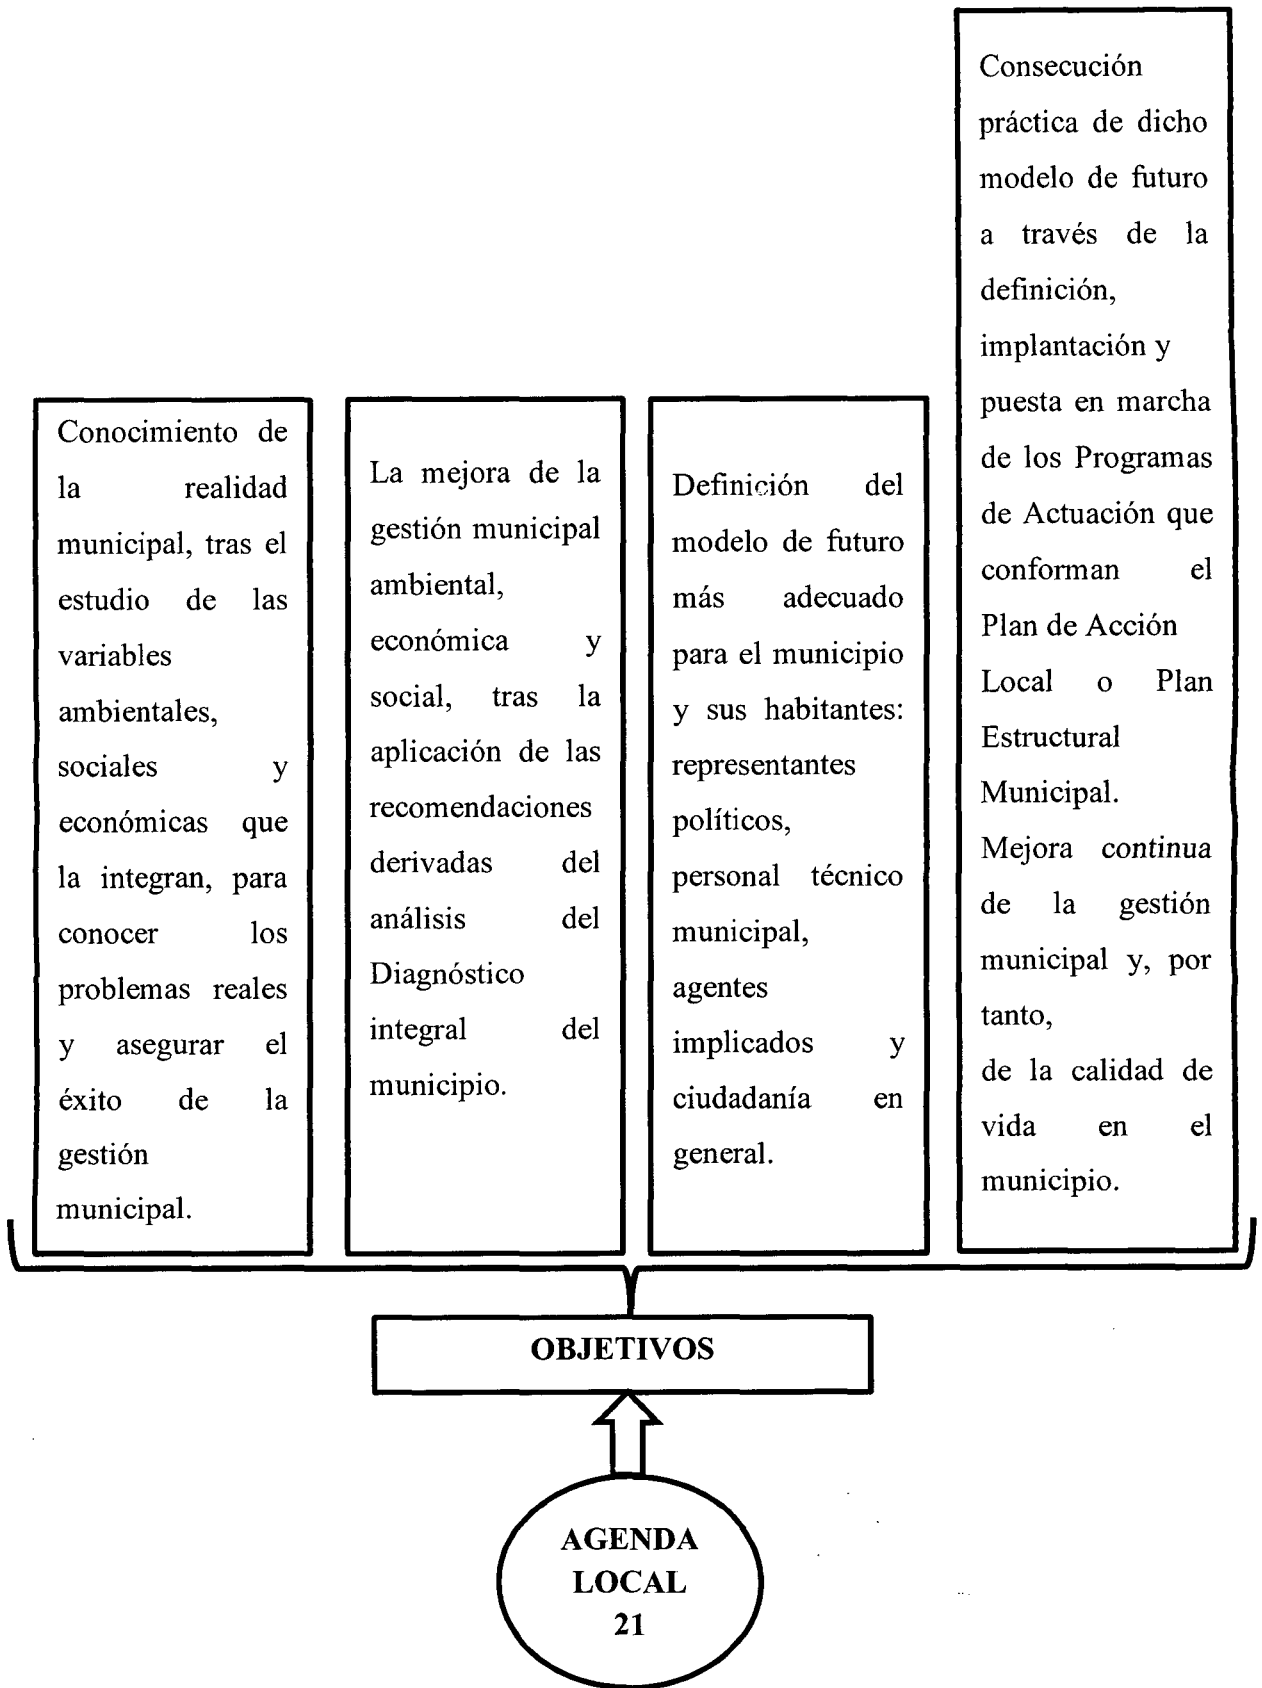 Conocimiento de
la realidad
municipal, tras el
estudio de las
variables
ambientales,
sociales y
económicas que
la integran, para
conocer los
problemas reales
y asegurar el
éxito de la
gestión
municipal.
La mejora de la
gestión municipal
ambiental,
económica y
social, tras la
aplicación de las
recomendaciones
derivadas del
análisis del
Diagnóstico
integral del
municipio.
Definición del
modelo de futuro
más adecuado
para el municipio
y sus habitantes:
representantes
políticos,
personal técnico
municipal,
agentes
implicados y
ciudadanía en
general.
Consecución
práctica de dicho
modelo de futuro
a través de la
definición,
implantación y
puesta en marcha
de los Programas
de Actuación que
conforman el
Plan de Acción
Local o Plan
Estructural
Municipal.
Mejora continua
de la gestión
municipal y, por
tanto,
de la calidad de
vida en el
municipio.
OBJETIVOS
AGENDA
LOCAL
21